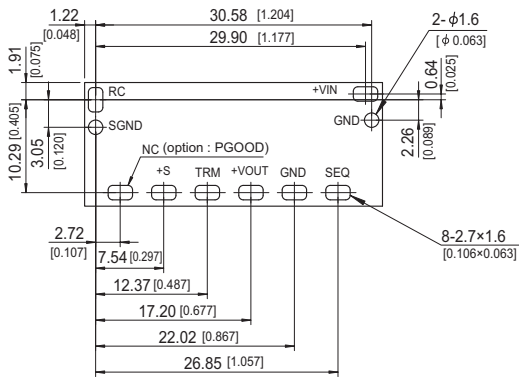 1.22
[0.048]
30.58 [1.204]
29.90 [1.177]
2-φ1.6
[φ0.063]
1.91
[0.075]
0.64
[0.025]
RC
+VIN
SGND
GND
10.29 [0.405]
3.05
[0.120]
2.26
[0.089]
NC (option : PGOOD)
+S TRM +VOUT GND SEQ
2.72
[0.107]
8-2.7×1.6
[0.106×0.063]
7.54 [0.297]
12.37 [0.487]
17.20 [0.677]
22.02 [0.867]
26.85 [1.057]